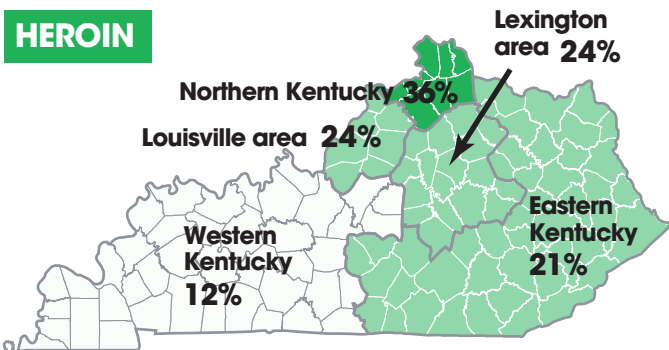 HEROIN
Lexington
area 24%
Northern Kentucky 36%
Louisville area 24%
Eastern
Kentucky
21%
Western
Kentucky
12%